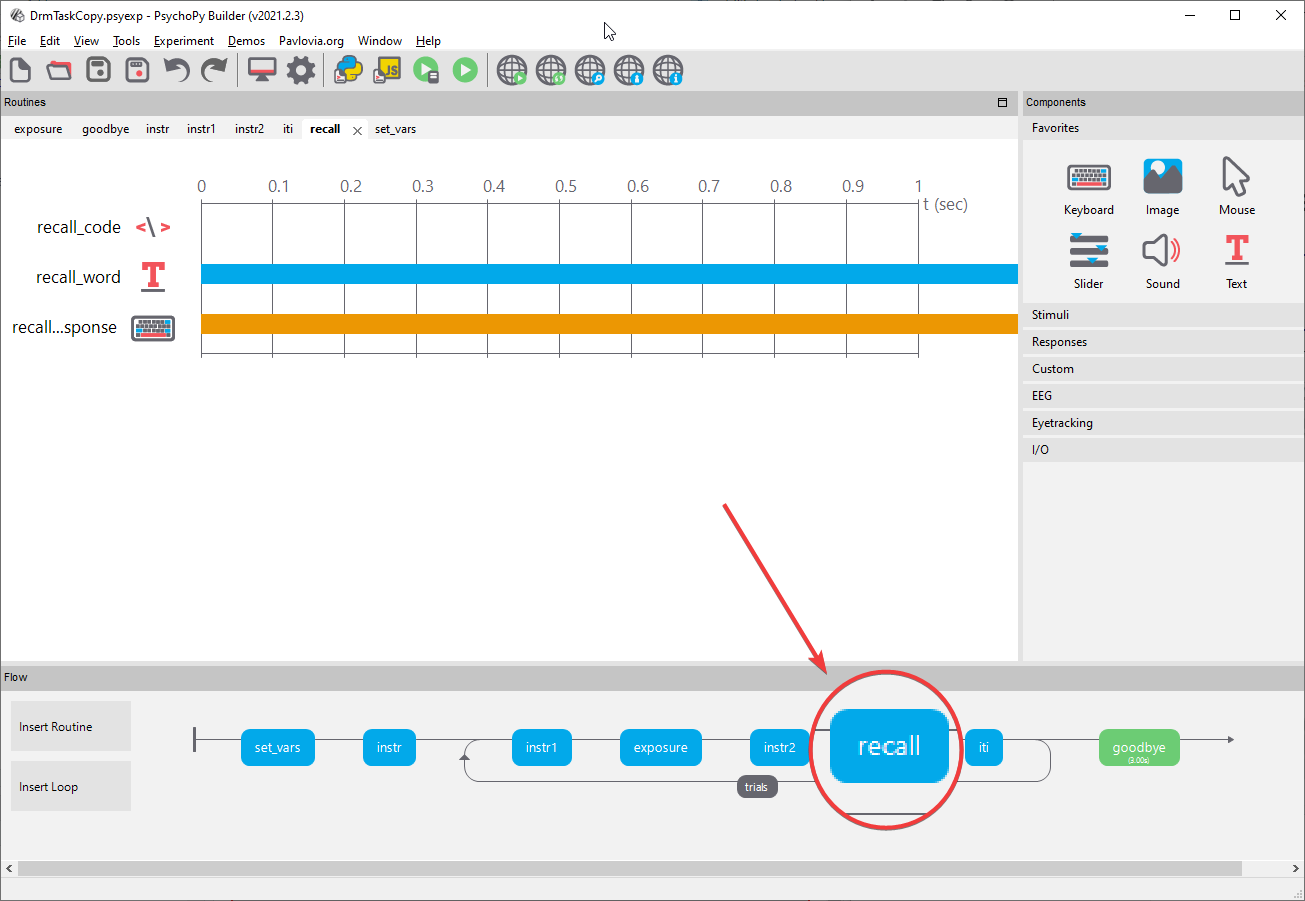 DrmTaskCopy.psyexp - PsychoPy Builder (v2021.2.3)
File Edit View Tools Experiment Demos Pavlovia.org Window Help
JS
Routines
exposure goodbye instr instr1 instr2 iti recall set_vars
0 0.1 0.2 0.3 0.4 0.5 0.6 0.7 0.8 0.9 1
t (sec)
recall_code
recall_word
recall...sponse
Components
Favorites
Keyboard Image Mouse
Slider Sound Text
Stimuli
Responses
Custom
EEG
Eyetracking
I/O
Flow
Insert Routine
Insert Loop
set_vars instr instr1 exposure instr2 recall iti goodbye
(3.00s)
trials